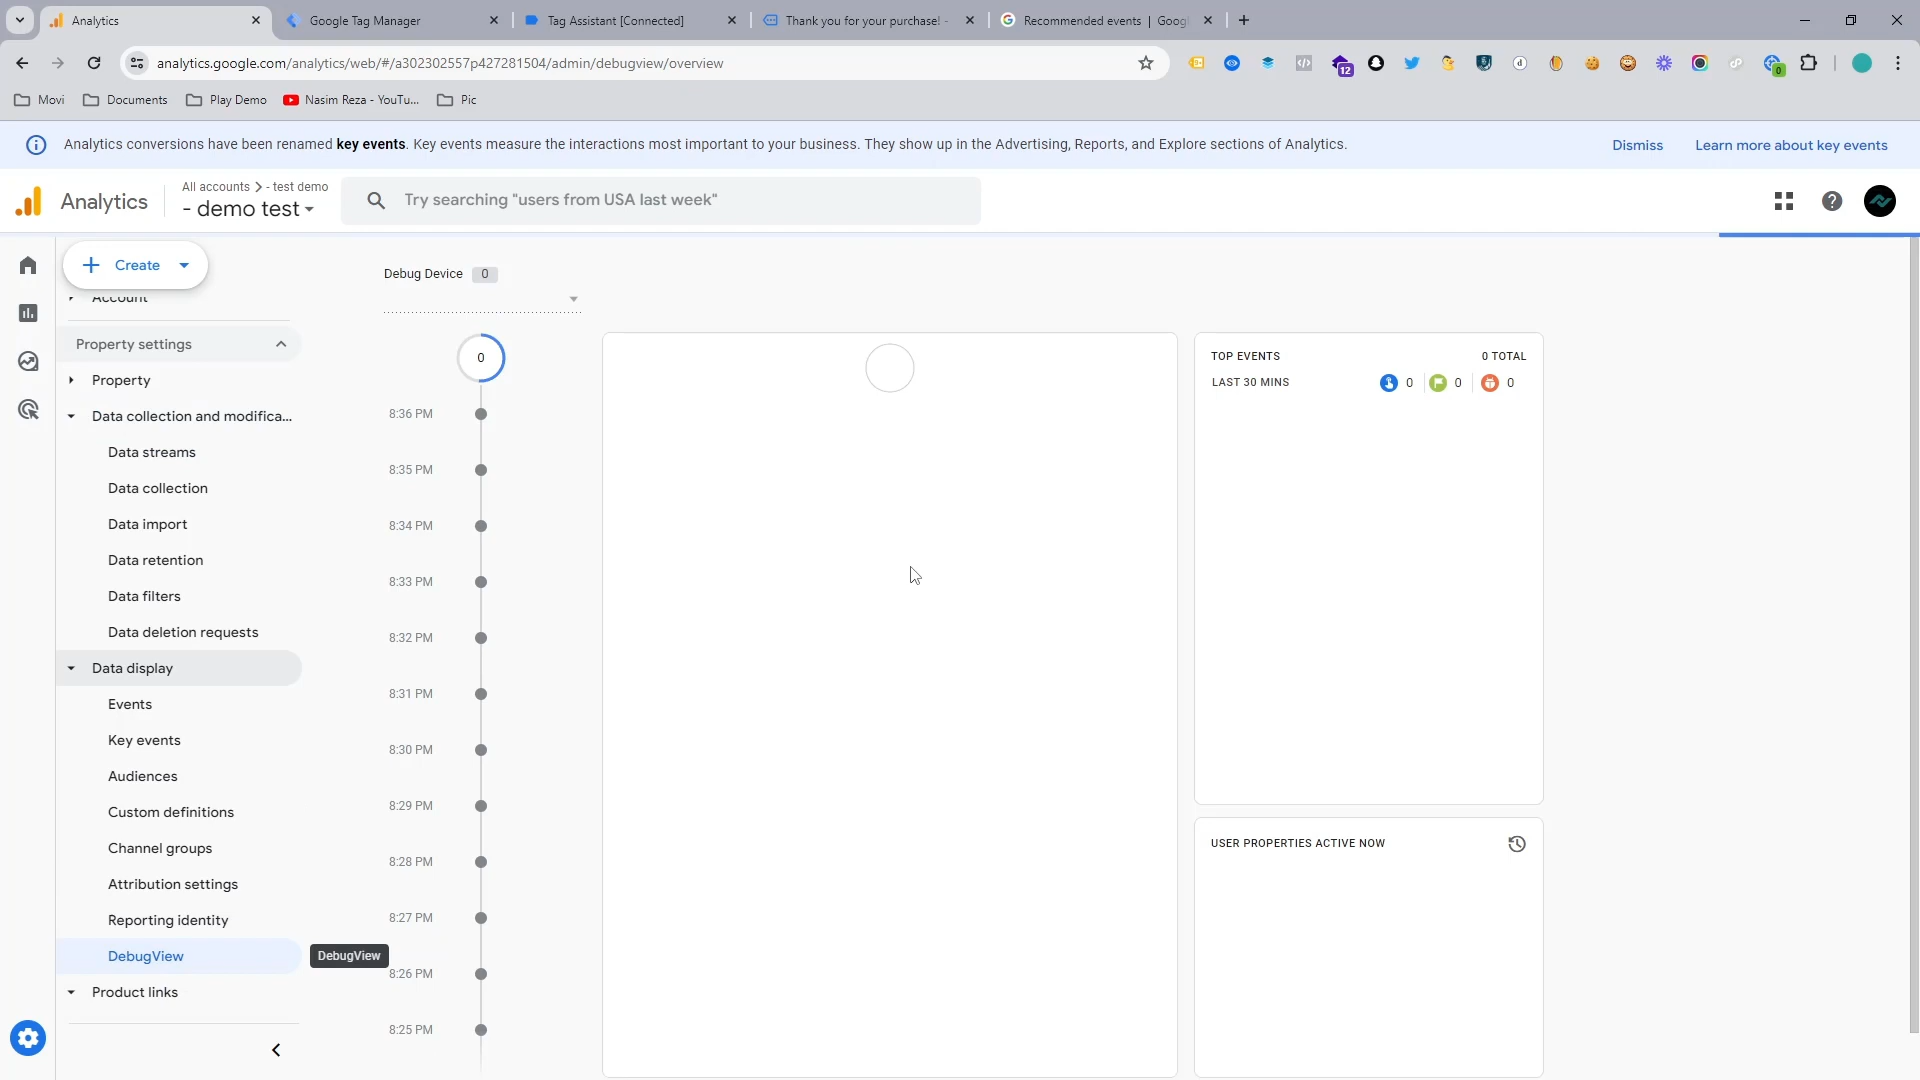 Analytics
Google Tag Manager
Tag Assistant [Connected]
Thank you for your purchase! -
Recommended events | Goog
analytics.google.com/analytics/web/#/a302302557p427281504/admin/debugview/overview
12
0
Movi
Documents
Play Demo
Nasim Reza - YouTu...
Pic
Analytics conversions have been renamed key events. Key events measure the interactions most important to your business. They show up in the Advertising, Reports, and Explore sections of Analytics.
Dismiss
Learn more about key events
Analytics
All accounts > - test demo
- demo test
Try searching "users from USA last week"
Create
Account
Property settings
Property
Data collection and modifica...
Data streams
Data collection
Data import
Data retention
Data filters
Data deletion requests
Data display
Events
Key events
Audiences
Custom definitions
Channel groups
Attribution settings
Reporting identity
DebugView
DebugView
Product links
Debug Device 0
0
8:36 PM
8:35 PM
8:34 PM
8:33 PM
8:32 PM
8:31 PM
8:30 PM
8:29 PM
8:28 PM
8:27 PM
8:26 PM
8:25 PM
TOP EVENTS
0 TOTAL
LAST 30 MINS
0
0
0
USER PROPERTIES ACTIVE NOW